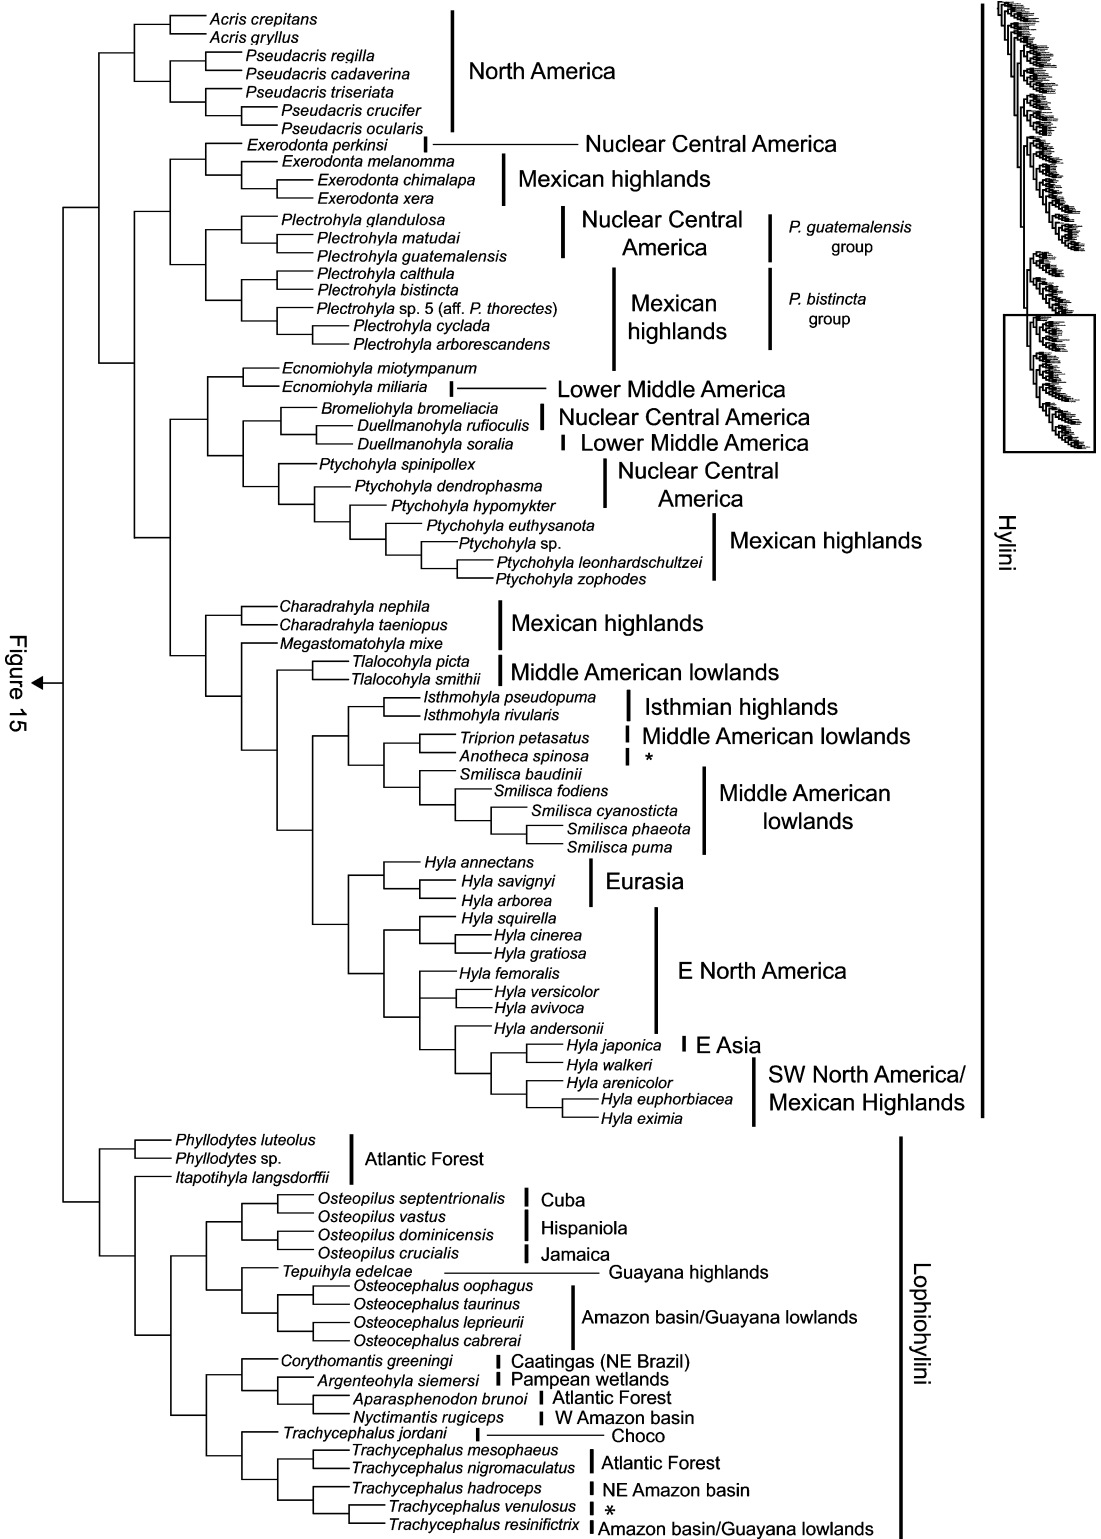 Acris crepitans
Acris gryllus
Pseudacris regilla
Pseudacris cadaverina
Pseudacris triseriata
Pseudacris crucifer
Pseudacris ocularis
North America
Exerodonta perkinsi
Nuclear Central America
Exerodonta melanomma
Exerodonta chimalapa
Exerodonta xera
Mexican highlands
Plectrohyla glandulosa
Plectrohyla matudai
Plectrohyla guatemalensis
Nuclear Central
America
P. guatemalensis
group
Plectrohyla calthula
Plectrohyla bistincta
Plectrohyla sp. 5 (aff. P. thorectes)
Plectrohyla cyclada
Plectrohyla arborescandens
Mexican
highlands
P. bistincta
group
Ecnomiohyla miotympanum
Ecnomiohyla miliaria
Lower Middle America
Bromeliohyla bromeliacia
Duellmanohyla rufioculis
Nuclear Central America
Duellmanohyla soralia
Lower Middle America
Ptychohyla spinipollex
Ptychohyla dendrophasma
Nuclear Central
America
Ptychohyla hypomykter
Ptychohyla euthysanota
Ptychohyla sp.
Ptychohyla leonhardschultzei
Ptychohyla zophodes
Mexican highlands
Charadrahyla nephila
Charadrahyla taeniopus
Megastomatohyla mixe
Mexican highlands
Tlalocohyla picta
Tlalocohyla smithii
Middle American lowlands
Isthmohyla pseudopuma
Isthmohyla rivularis
Isthmian highlands
Triprion petasatus
Middle American lowlands
Anotheca spinosa
*
Smilisca baudinii
Smilisca fodiens
Smilisca cyanosticta
Smilisca phaeota
Smilisca puma
Middle American
lowlands
Hyla annectans
Hyla savignyi
Hyla arborea
Eurasia
Hyla squirella
Hyla cinerea
Hyla gratiosa
Hyla femoralis
Hyla versicolor
Hyla avivoca
Hyla andersonii
E North America
Hyla japonica
E Asia
Hyla walkeri
Hyla arenicolor
Hyla euphorbiacea
Hyla eximia
SW North America/
Mexican Highlands
Hylini
Figure 15
Phyllodytes luteolus
Phyllodytes sp.
Itapotihyla langsdorffii
Atlantic Forest
Osteopilus septentrionalis
Cuba
Osteopilus vastus
Osteopilus dominicensis
Hispaniola
Osteopilus crucialis
Jamaica
Tepuihyla edelcae
Guayana highlands
Osteocephalus oophagus
Osteocephalus taurinus
Osteocephalus leprieurii
Osteocephalus cabrerai
Amazon basin/Guayana lowlands
Corythomantis greeningi
Caatingas (NE Brazil)
Argenteohyla siemersi
Pampean wetlands
Aparasphenodon brunoi
Atlantic Forest
Nyctimantis rugiceps
W Amazon basin
Trachycephalus jordani
Choco
Trachycephalus mesophaeus
Trachycephalus nigromaculatus
Atlantic Forest
Trachycephalus hadroceps
NE Amazon basin
Trachycephalus venulosus
*
Trachycephalus resinifictrix
Amazon basin/Guayana lowlands
Lophiohylini